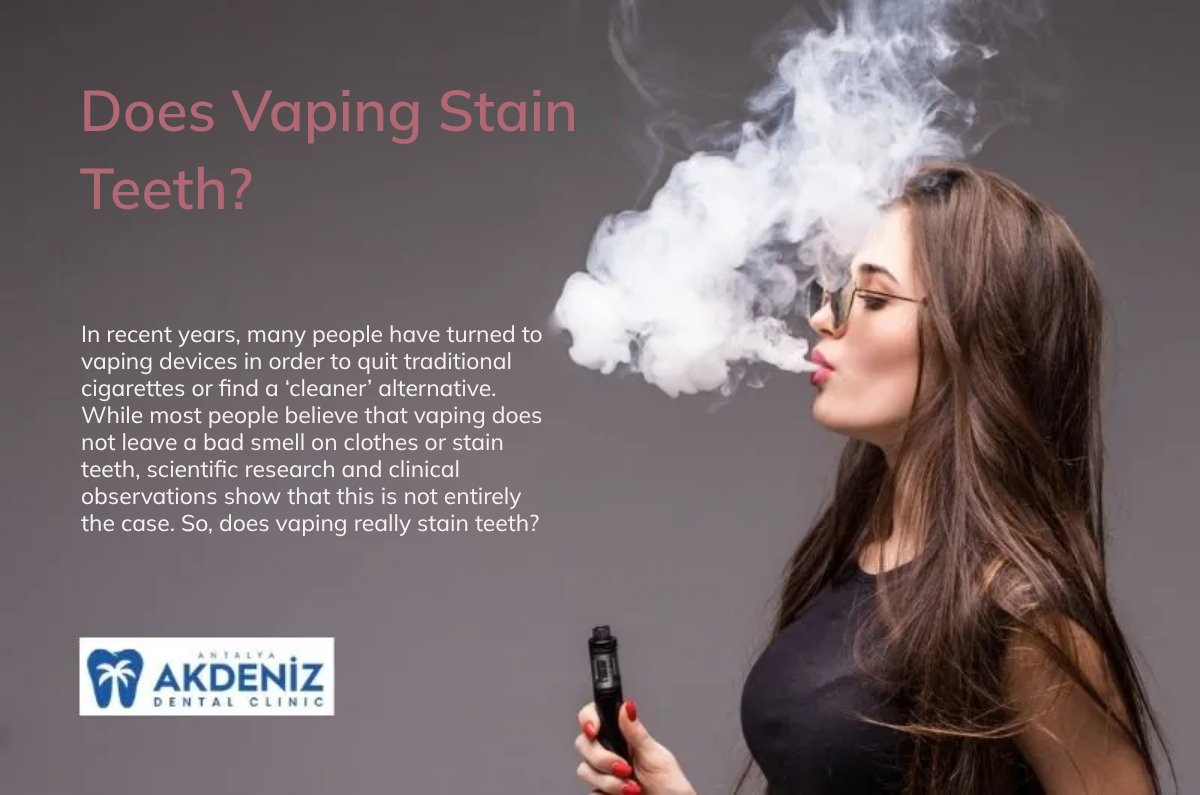 Does Vaping Stain
Teeth?
In recent years, many people have turned to
vaping devices in order to quit traditional
cigarettes or find a ‘cleaner’ alternative.
While most people believe that vaping does
not leave a bad smell on clothes or stain
teeth, scientific research and clinical
observations show that this is not entirely
the case. So, does vaping really stain teeth?
ANTALYA
AKDENİZ
DENTAL CLINIC